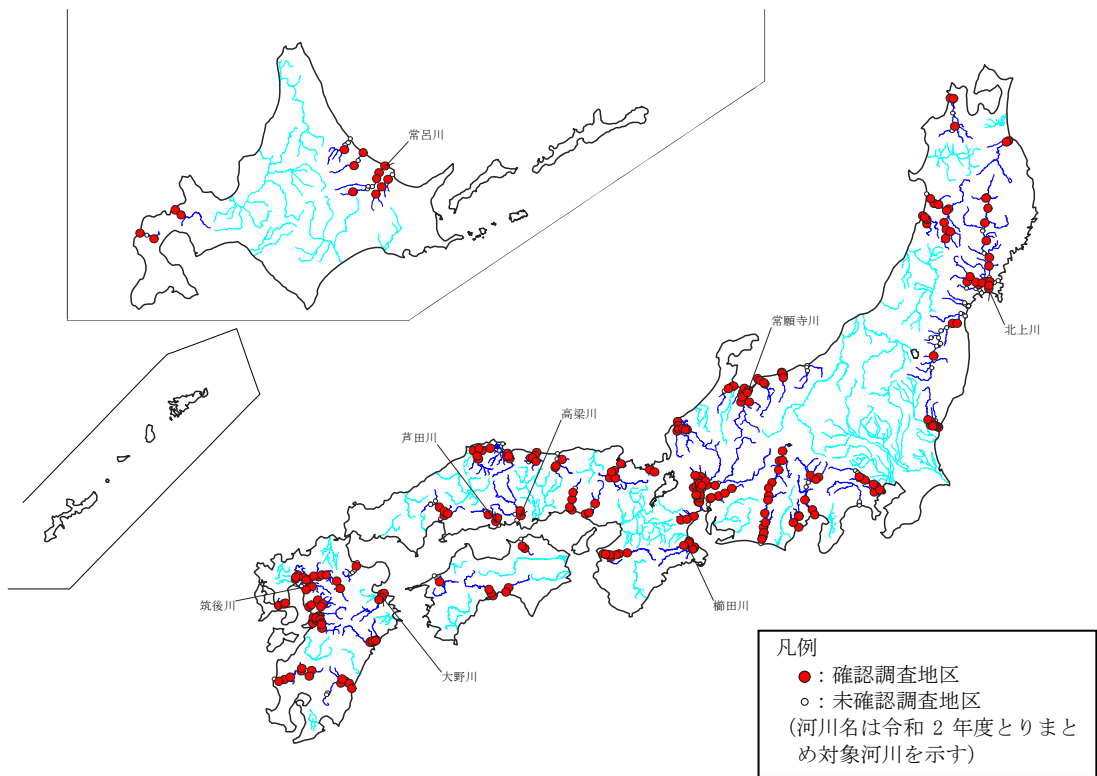 常呂川
北上川
常願寺川
高梁川
芦田川
筑後川
櫛田川
大野川
凡例
●：確認調査地区
○：未確認調査地区
(河川名は令和 2 年度とりまと
め対象河川を示す)